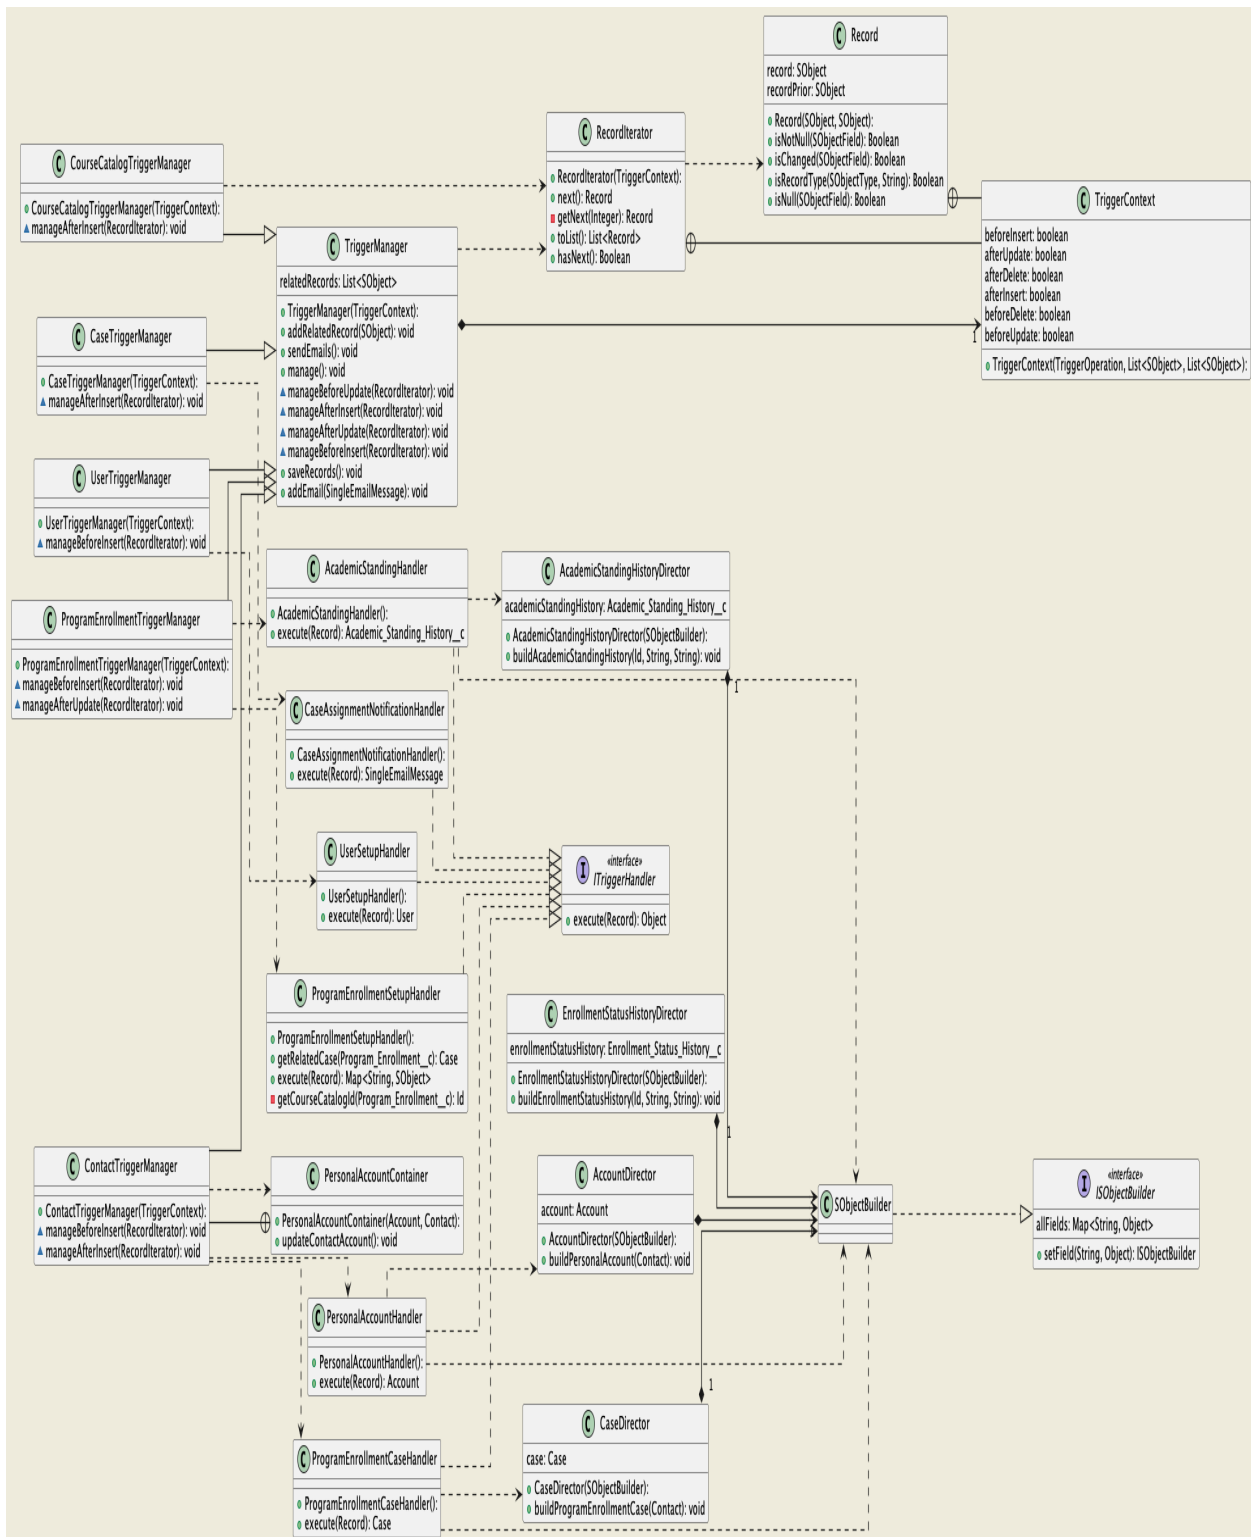 C Record
record: SObject
recordPrior: SObject
Record(SObject, SObject):
isNotNull(SObjectField): Boolean
isChanged(SObjectField): Boolean
isRecordType(SObjectType, String): Boolean
isNull(SObjectField): Boolean
C RecordIterator
RecordIterator(TriggerContext):
next(): Record
getNext(Integer): Record
toList(): List<Record>
hasNext(): Boolean
C CourseCatalogTriggerManager
CourseCatalogTriggerManager(TriggerContext):
manageAfterInsert(RecordIterator): void
C TriggerContext
beforeInsert: boolean
afterUpdate: boolean
afterDelete: boolean
afterInsert: boolean
beforeDelete: boolean
beforeUpdate: boolean
TriggerContext(TriggerOperation, List<SObject>, List<SObject>):
1
C TriggerManager
relatedRecords: List<SObject>
TriggerManager(TriggerContext):
addRelatedRecord(SObject): void
sendEmails(): void
manage(): void
manageBeforeUpdate(RecordIterator): void
manageAfterInsert(RecordIterator): void
manageAfterUpdate(RecordIterator): void
manageBeforeInsert(RecordIterator): void
saveRecords(): void
addEmail(SingleEmailMessage): void
C CaseTriggerManager
CaseTriggerManager(TriggerContext):
manageAfterInsert(RecordIterator): void
C UserTriggerManager
UserTriggerManager(TriggerContext):
manageBeforeInsert(RecordIterator): void
C AcademicStandingHandler
AcademicStandingHandler():
execute(Record): Academic_Standing_History__c
C AcademicStandingHistoryDirector
academicStandingHistory: Academic_Standing_History__c
AcademicStandingHistoryDirector(SObjectBuilder):
buildAcademicStandingHistory(Id, String, String): void
1
C ProgramEnrollmentTriggerManager
ProgramEnrollmentTriggerManager(TriggerContext):
manageBeforeInsert(RecordIterator): void
manageAfterUpdate(RecordIterator): void
C CaseAssignmentNotificationHandler
CaseAssignmentNotificationHandler():
execute(Record): SingleEmailMessage
C UserSetupHandler
UserSetupHandler():
execute(Record): User
I «interface»
ITriggerHandler
execute(Record): Object
C ProgramEnrollmentSetupHandler
ProgramEnrollmentSetupHandler():
getRelatedCase(Program_Enrollment__c): Case
execute(Record): Map<String, SObject>
getCourseCatalogId(Program_Enrollment__c): Id
C EnrollmentStatusHistoryDirector
enrollmentStatusHistory: Enrollment_Status_History__c
EnrollmentStatusHistoryDirector(SObjectBuilder):
buildEnrollmentStatusHistory(Id, String, String): void
1
C ContactTriggerManager
ContactTriggerManager(TriggerContext):
manageBeforeInsert(RecordIterator): void
manageAfterInsert(RecordIterator): void
C PersonalAccountContainer
PersonalAccountContainer(Account, Contact):
updateContactAccount(): void
C AccountDirector
account: Account
AccountDirector(SObjectBuilder):
buildPersonalAccount(Contact): void
C SObjectBuilder
I «interface»
ISObjectBuilder
allFields: Map<String, Object>
setField(String, Object): ISObjectBuilder
C PersonalAccountHandler
PersonalAccountHandler():
execute(Record): Account
1
C CaseDirector
case: Case
CaseDirector(SObjectBuilder):
buildProgramEnrollmentCase(Contact): void
C ProgramEnrollmentCaseHandler
ProgramEnrollmentCaseHandler():
execute(Record): Case